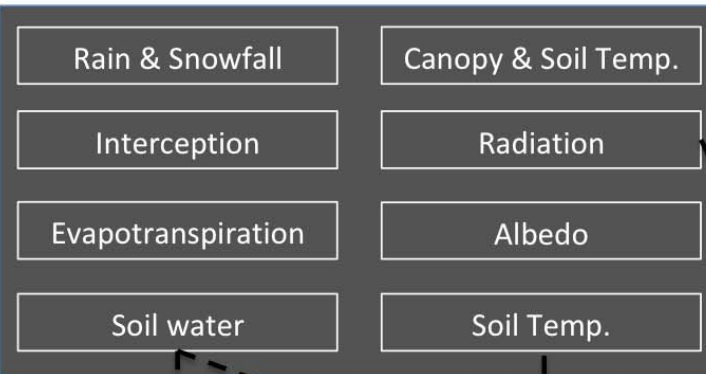 Rain & Snowfall
Canopy & Soil Temp.
Interception
Radiation
Evapotranspiration
Albedo
Soil water
Soil Temp.